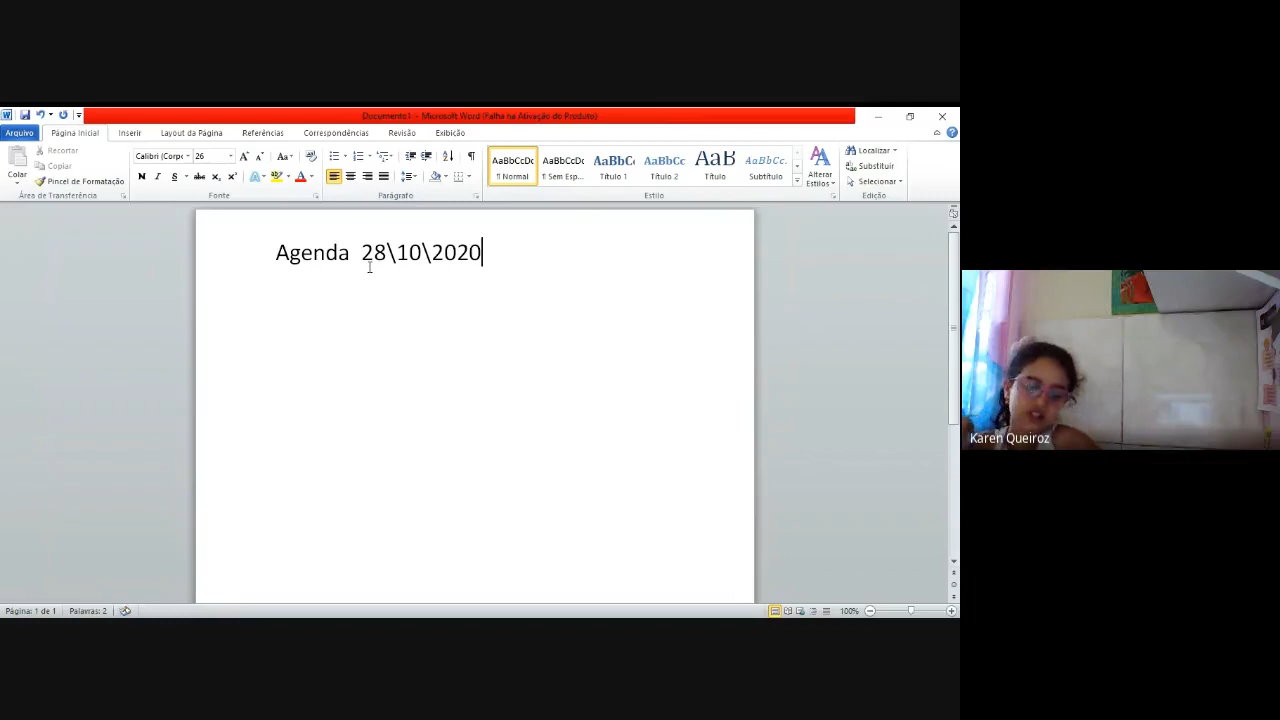 Documento1 - Microsoft Word (Falha na Ativação do Produto)
Arquivo Página Inicial Inserir Layout da Página Referências Correspondências Revisão Exibição
Colar
Recortar
Copiar
Pincel de Formatação
Área de Transferência
Calibri (Corpo 26
N I S abc x₂ x²
Fonte
Parágrafo
AaBbCcDc AaBbCcDc AaBbCc AaBbCc AaB AaBbCc.
¶ Normal ¶ Sem Esp... Título 1 Título 2 Título Subtítulo
Alterar Estilos
Estilo
Localizar
Substituir
Selecionar
Edição
Agenda 28\10\2020
Página: 1 de 1 Palavras: 2 100%
Karen Queiroz